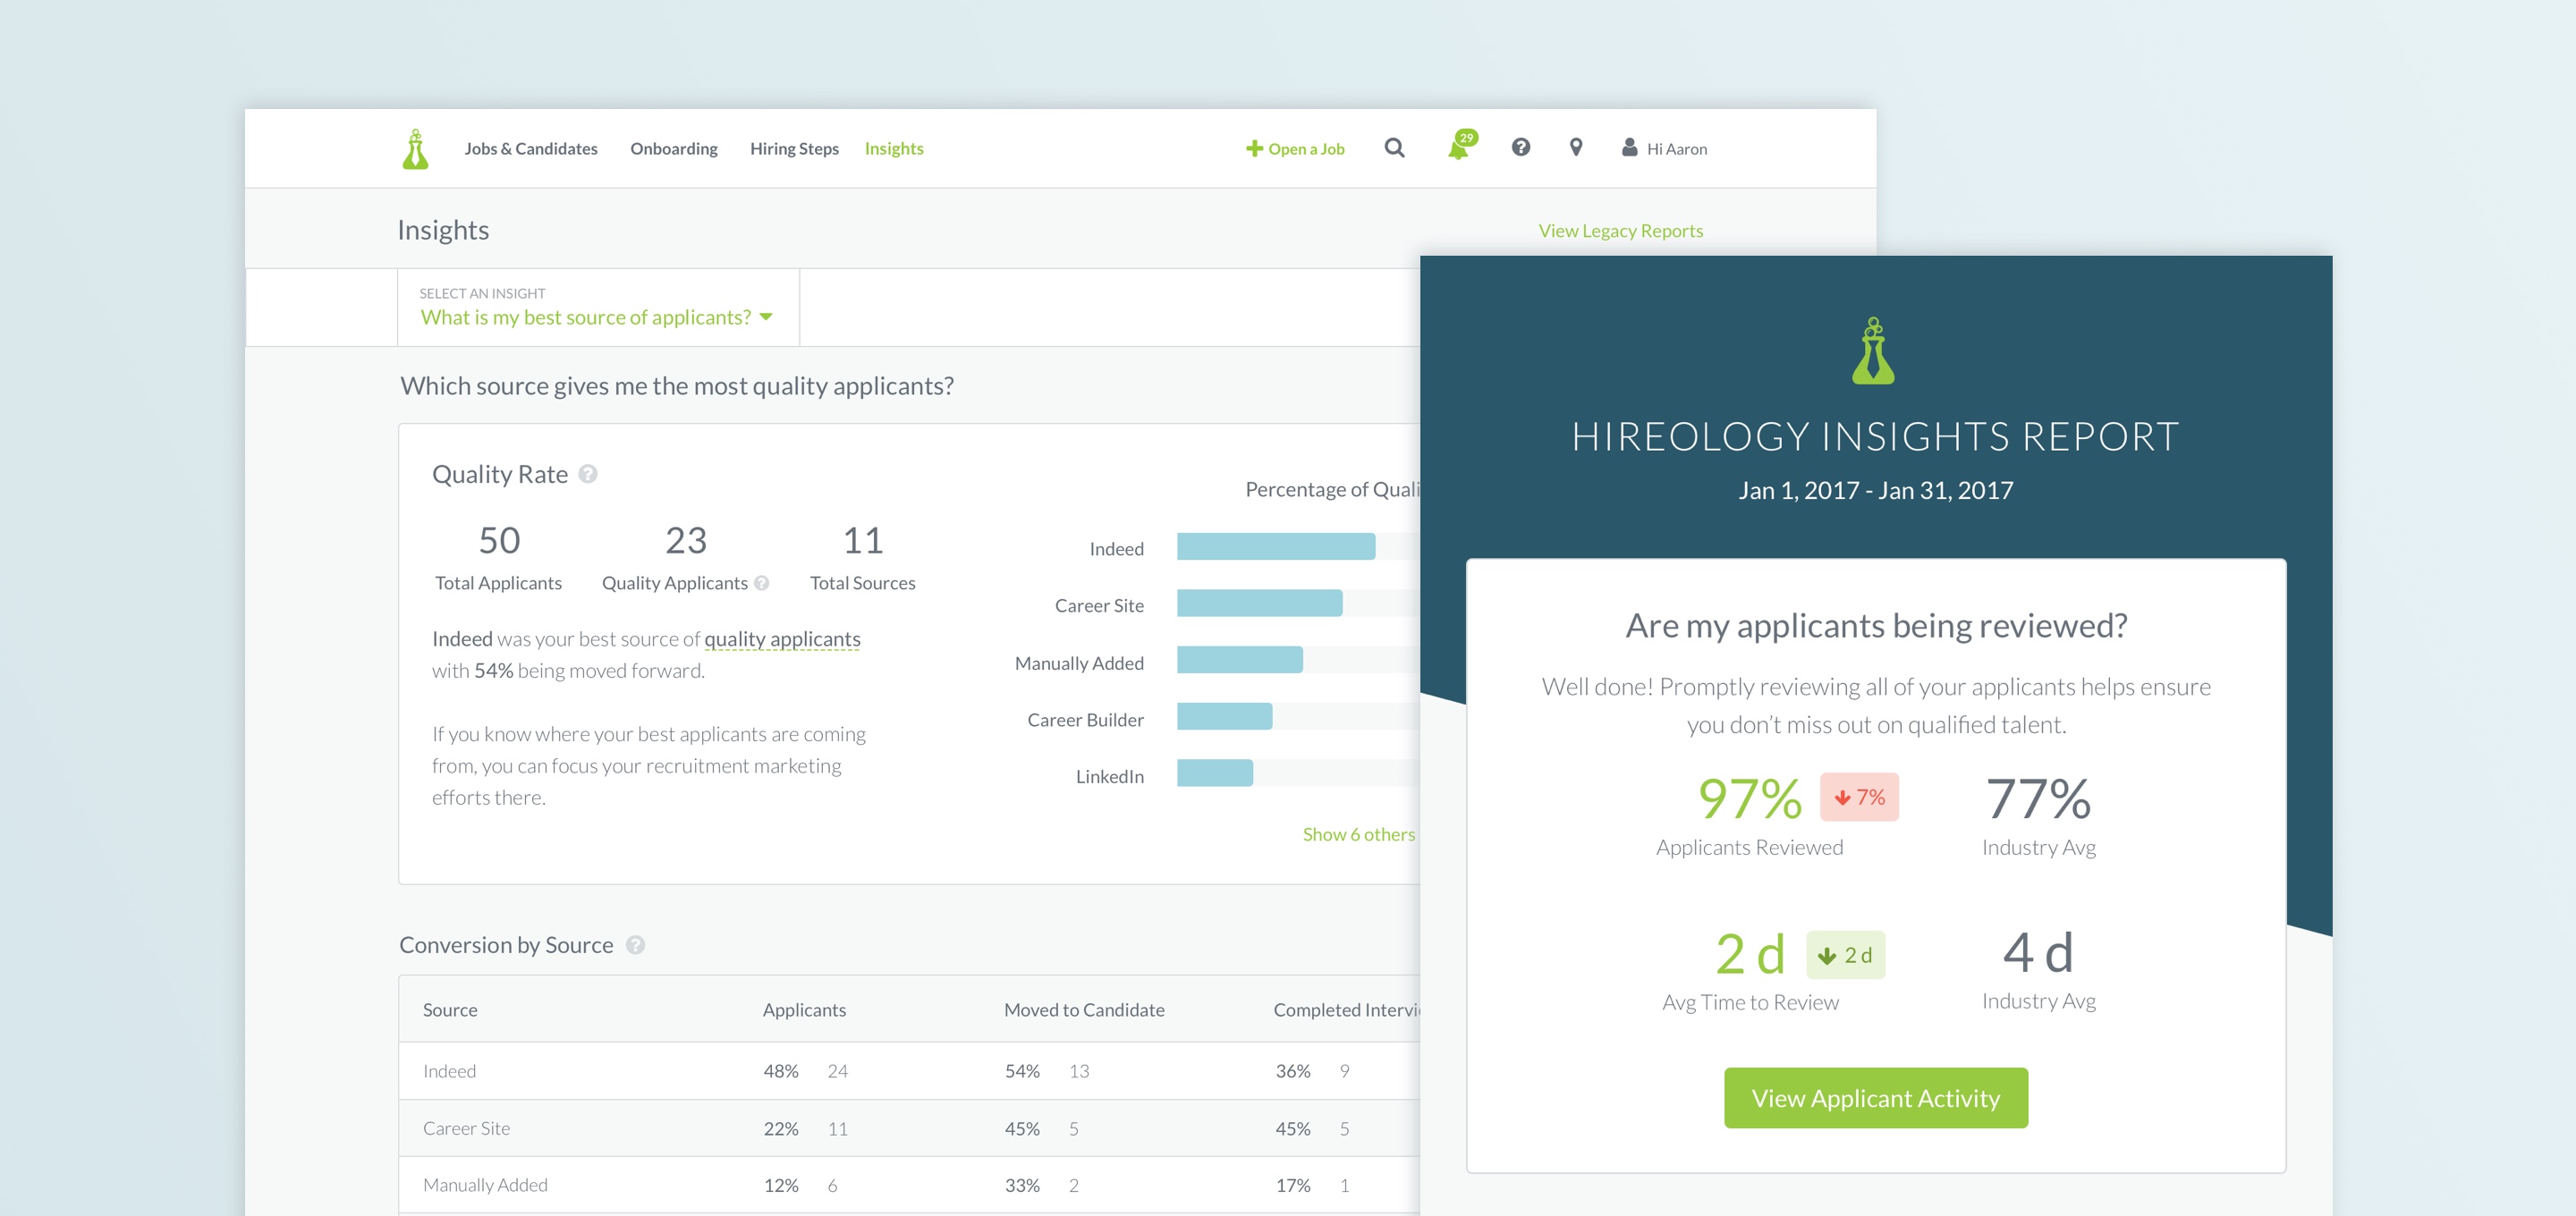 Jobs & Candidates Onboarding Hiring Steps Insights Open a Job 29 Hi Aaron
Insights
View Legacy Reports
SELECT AN INSIGHT
What is my best source of applicants?
Which source gives me the most quality applicants?
Quality Rate ?
50 23 11
Total Applicants Quality Applicants ? Total Sources
Indeed was your best source of quality applicants
with 54% being moved forward.
If you know where your best applicants are coming
from, you can focus your recruitment marketing
efforts there.
Percentage of
Indeed
Career Site
Manually Added
Career Builder
LinkedIn
Show 6 others
Conversion by Source ?
Source Applicants Moved to Candidate Completed
Indeed 48% 24 54% 13 36% 9
Career Site 22% 11 45% 5 45% 5
Manually Added 12% 6 33% 2 17% 1
HIREOLOGY INSIGHTS REPORT
Jan 1, 2017 - Jan 31, 2017
Are my applicants being reviewed?
Well done! Promptly reviewing all of your applicants helps ensure
you don't miss out on qualified talent.
97% 7% 77%
Applicants Reviewed Industry Avg
2 d 2 d 4 d
Avg Time to Review Industry Avg
View Applicant Activity